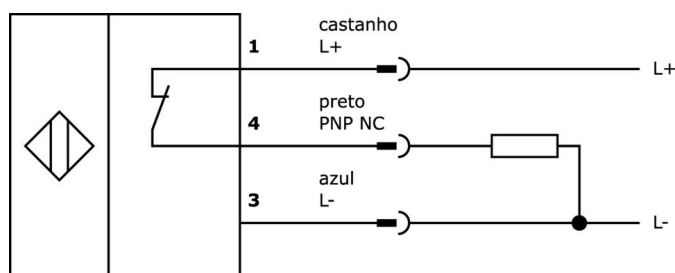 castanho
1 L+
L+
preto
4 PNP NC
azul
3 L-
L-